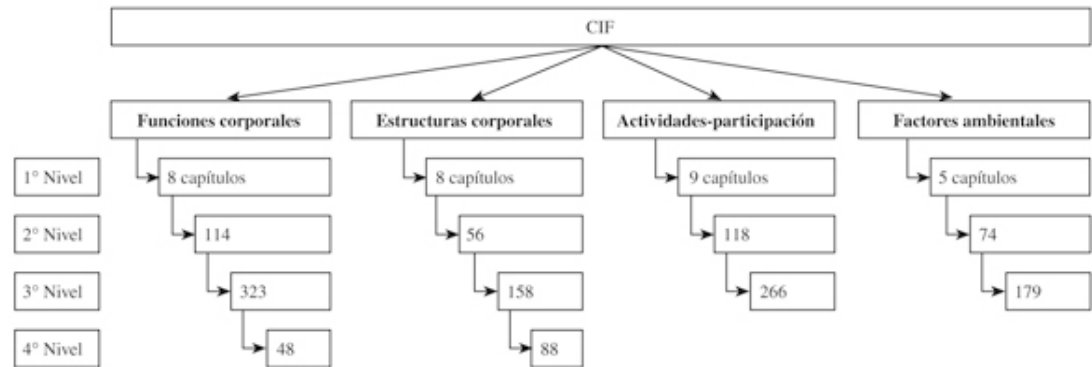 CIF
Funciones corporales
Estructuras corporales
Actividades-participación
Factores ambientales
1° Nivel
8 capítulos
8 capítulos
9 capítulos
5 capítulos
2° Nivel
114
56
118
74
3° Nivel
323
158
266
179
4° Nivel
48
88